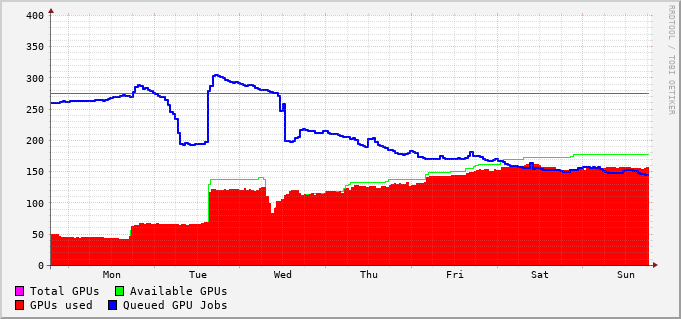 400
350
300
250
200
150
100
50
0
Mon Tue Wed Thu Fri Sat Sun
Total GPUs Available GPUs
GPUs used Queued GPU Jobs
RRDTOOL / TOBI OETIKER